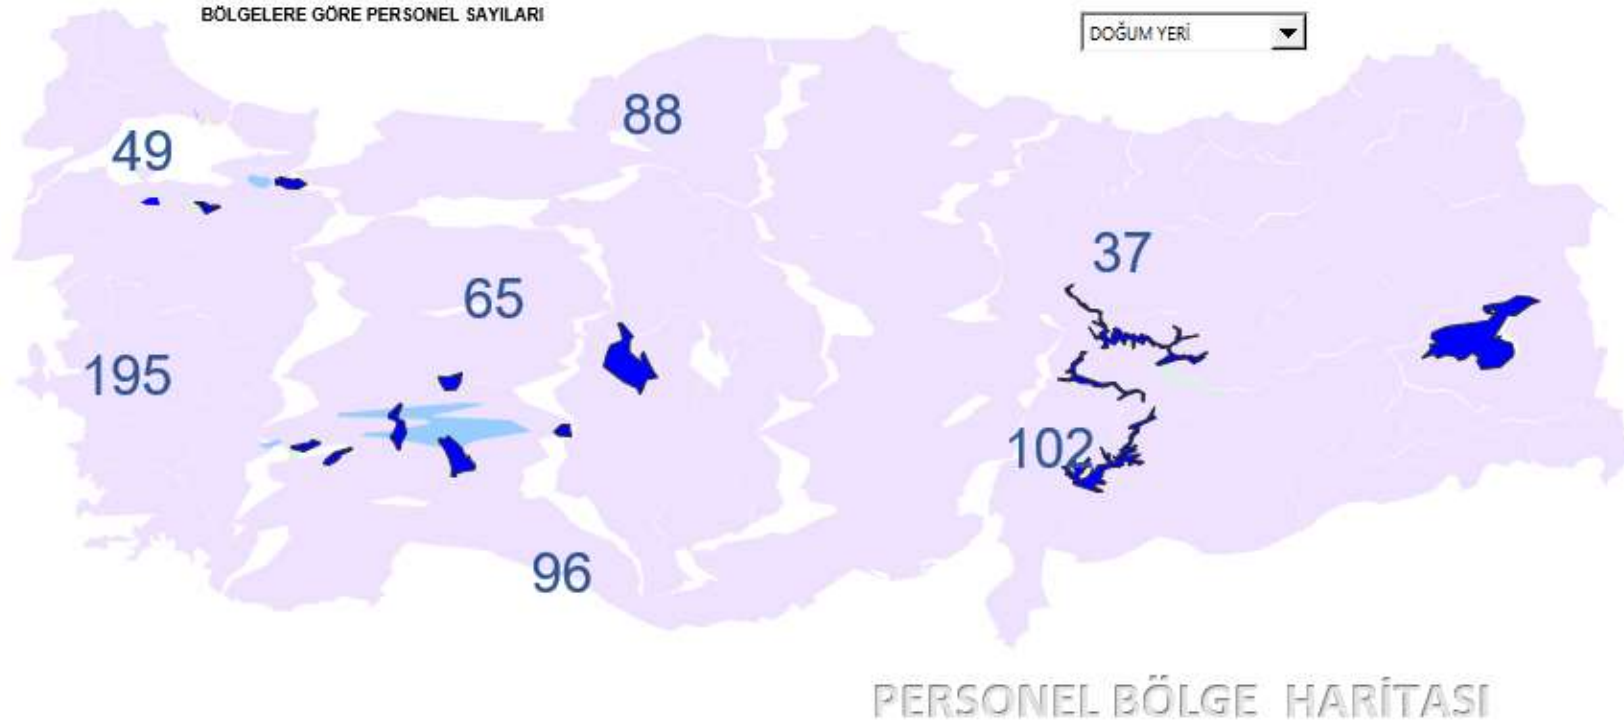 BÖLGELERE GÖRE PERSONEL SAYILARI
DOĞUM YERİ
88
49
37
65
195
102
96
PERSONEL BÖLGE HARİTASI